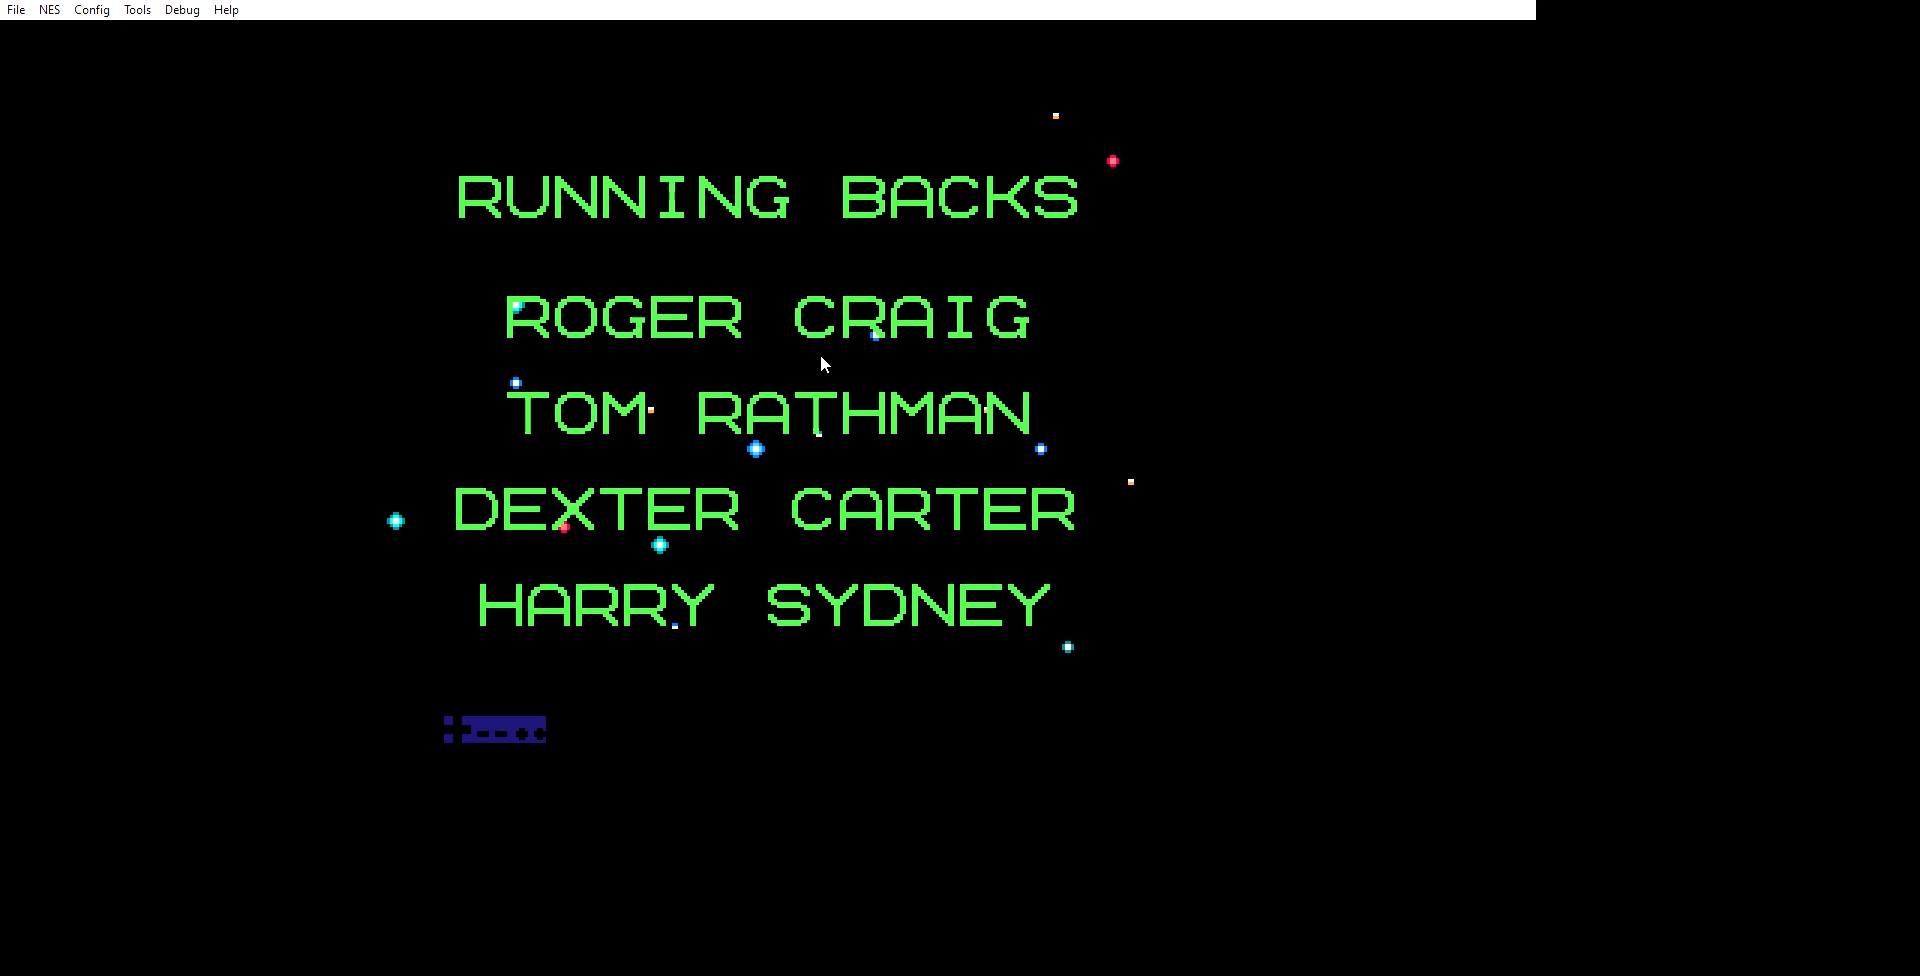 File NES Config Tools Debug Help
RUNNING BACKS
ROGER CRAIG
TOM RATHMAN
DEXTER CARTER
HARRY SYDNEY